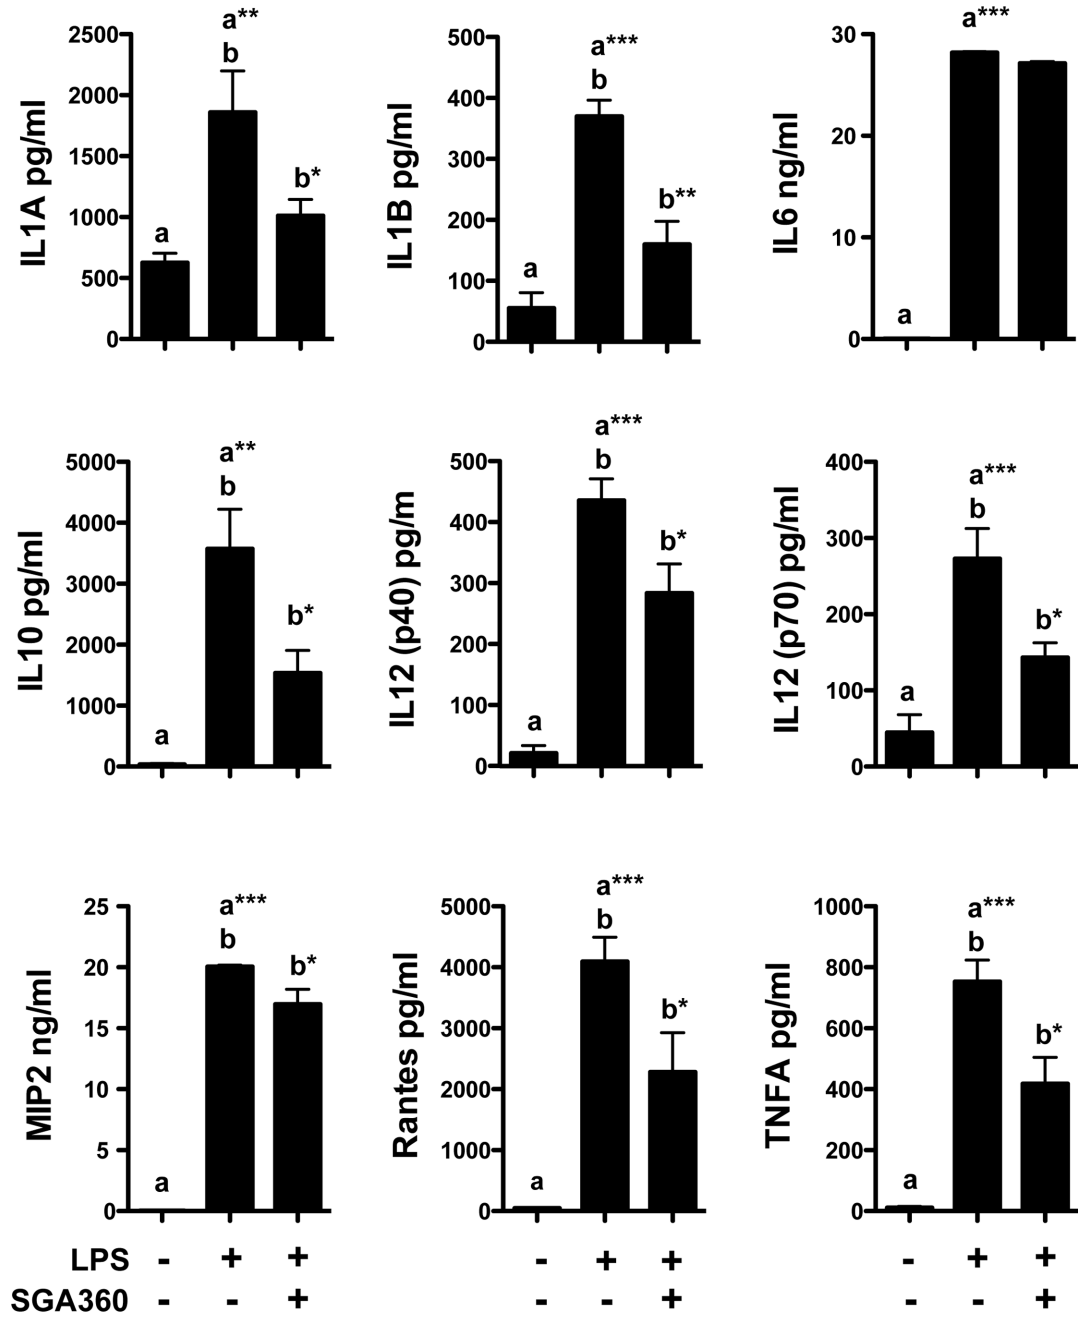 IL1A pg/ml
2500
2000
1500
1000
500
0
a
a**
b
b*
IL1B pg/ml
500
400
300
200
100
0
a
a***
b
b**
IL6 ng/ml
30
20
10
0
a
a***
IL10 pg/ml
5000
4000
3000
2000
1000
0
a
a**
b
b*
IL12 (p40) pg/m
500
400
300
200
100
0
a
a***
b
b*
IL12 (p70) pg/ml
400
300
200
100
0
a
a***
b
b*
MIP2 ng/ml
25
20
15
10
5
0
a
a***
b
b*
Rantes pg/ml
5000
4000
3000
2000
1000
0
a
a***
b
b*
TNFA pg/ml
1000
800
600
400
200
0
a
a***
b
b*
LPS - + + - + + - + +
SGA360 - - + - - + - - +